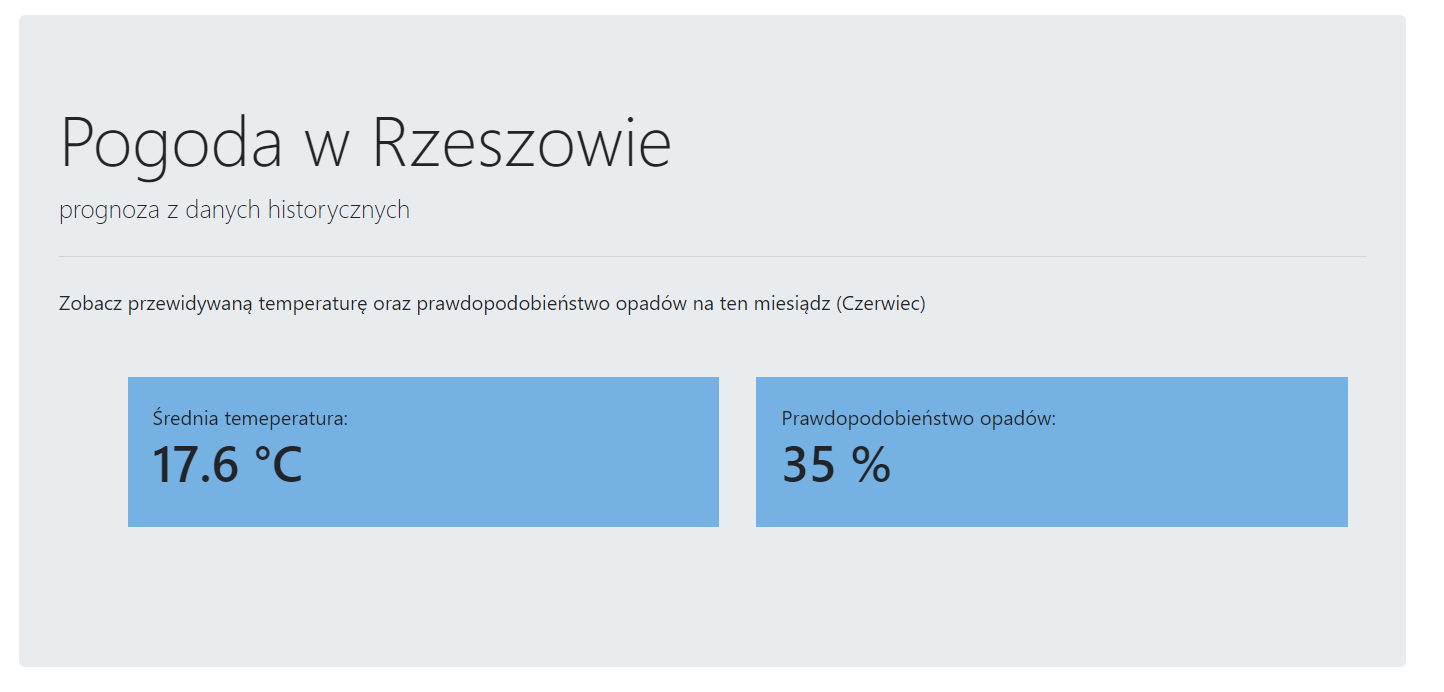 Pogoda w Rzeszowie
prognoza z danych historycznych
Zobacz przewidywaną temperaturę oraz prawdopodobieństwo opadów na ten miesiądz (Czerwiec)
Średnia temeperatura:
17.6 °C
Prawdopodobieństwo opadów:
35 %